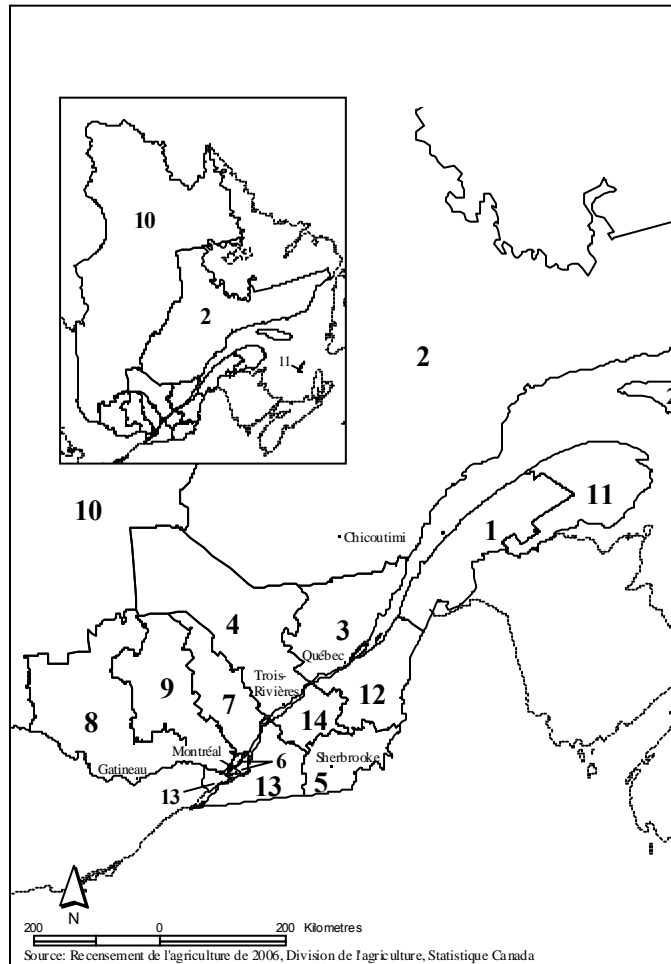 10
2
11
2
2
10
11
1
Chicoutimi
4
3
Québec
Trois-
Rivières
12
9
7
8
14
Montréal
Sherbrooke
6
Gatineau
13
13
5
N
200 0 200 Kilometres
Source: Recensement de l'agriculture de 2006, Division de l'agriculture, Statistique Canada